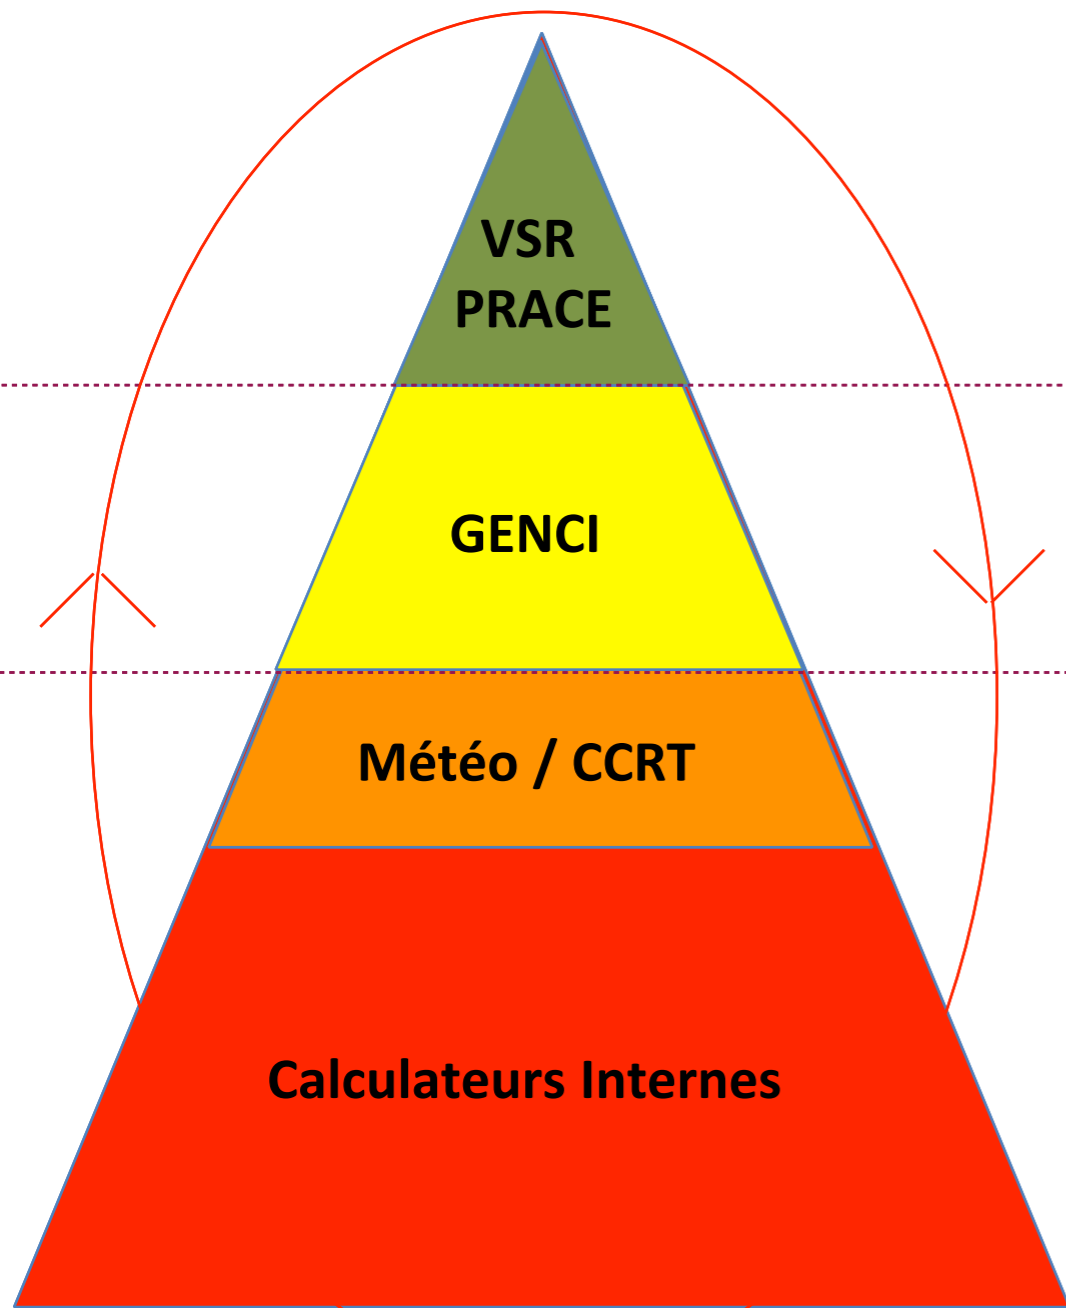 VSR
PRACE
GENCI
Météo / CCRT
Calculateurs Internes